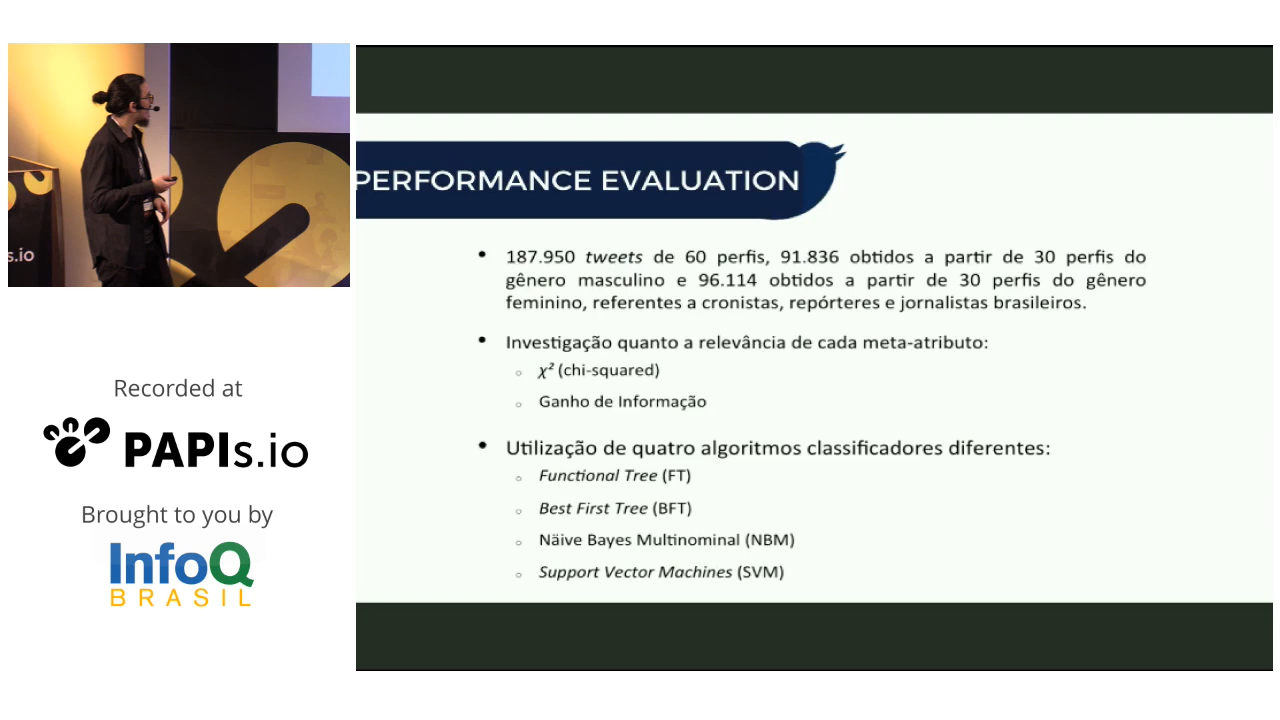 s.io
Recorded at
PAPIs.io
Brought to you by
InfoQ
BRASIL
PERFORMANCE EVALUATION
• 187.950 tweets de 60 perfis, 91.836 obtidos a partir de 30 perfis do
gênero masculino e 96.114 obtidos a partir de 30 perfis do gênero
feminino, referentes a cronistas, repórteres e jornalistas brasileiros.
• Investigação quanto a relevância de cada meta-atributo:
○ χ² (chi-squared)
○ Ganho de Informação
• Utilização de quatro algoritmos classificadores diferentes:
○ Functional Tree (FT)
○ Best First Tree (BFT)
○ Näive Bayes Multinominal (NBM)
○ Support Vector Machines (SVM)